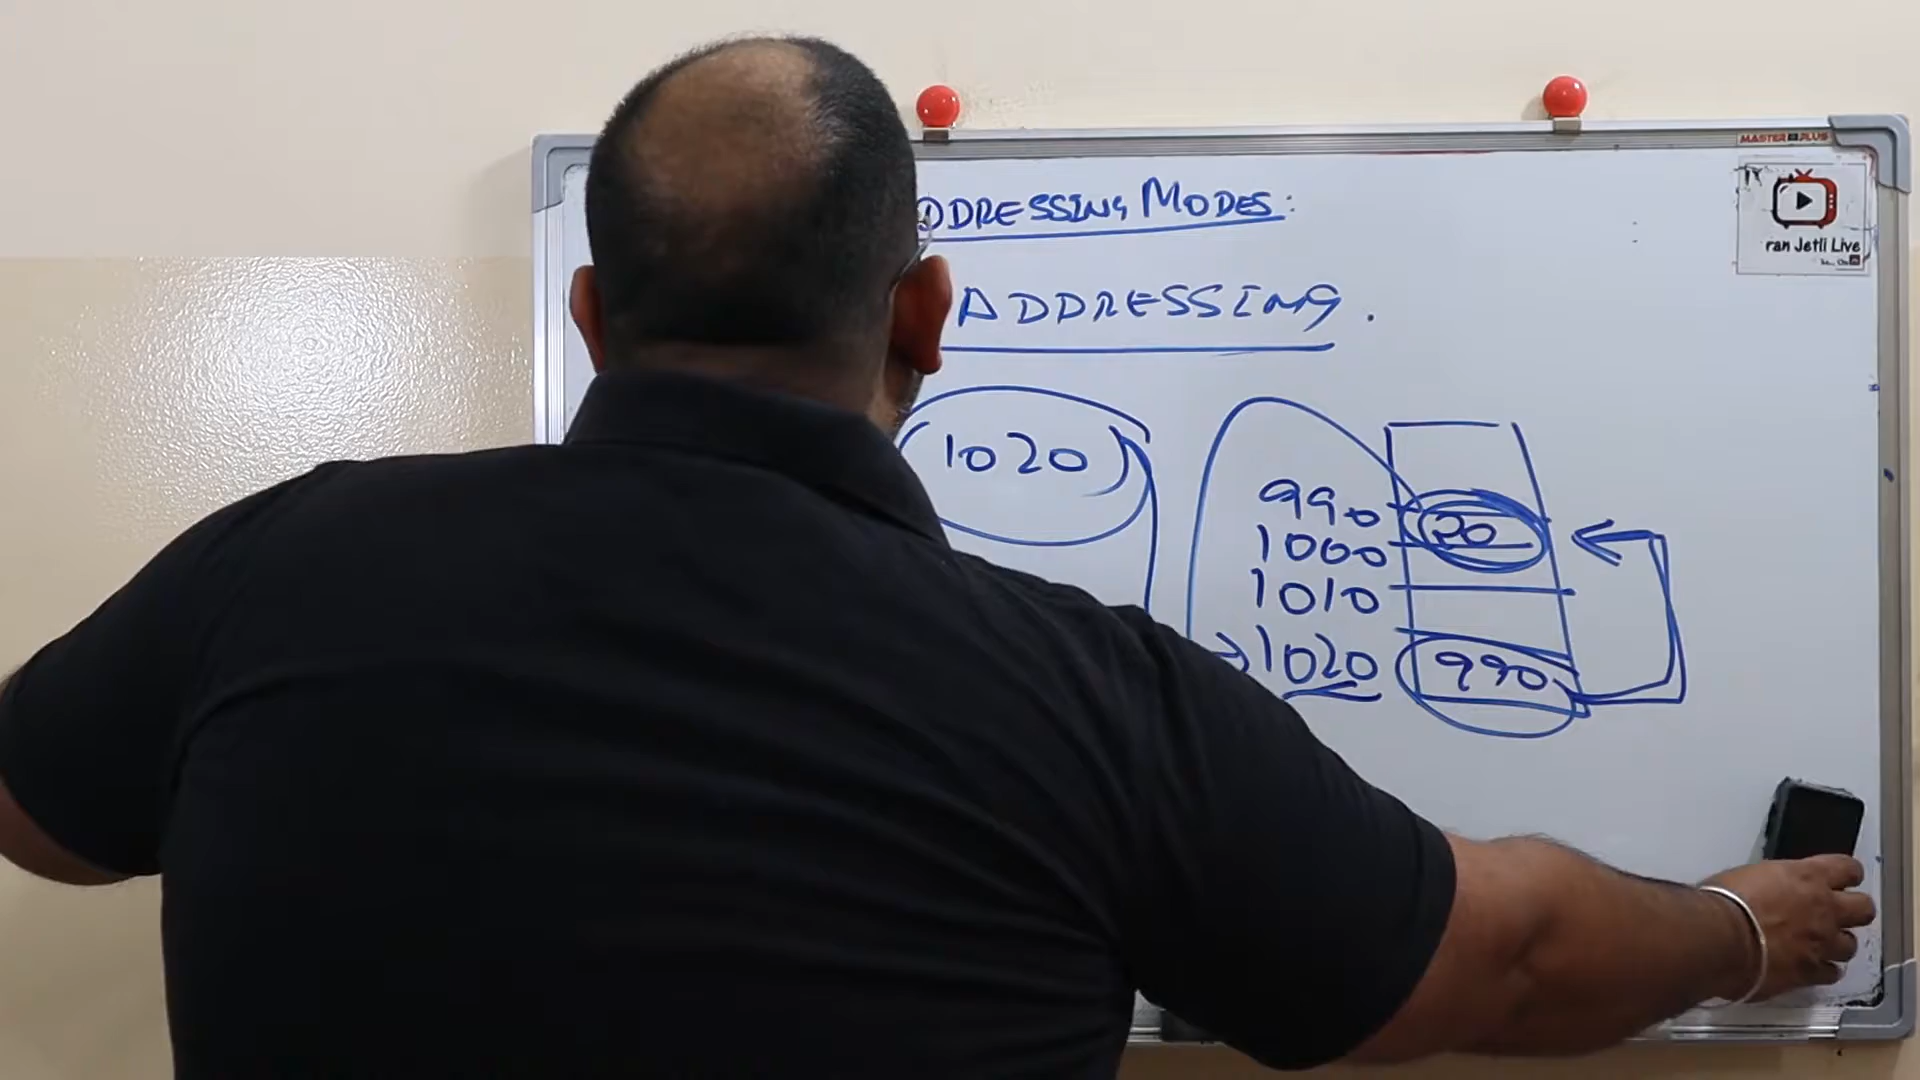 MASTER PLUS
DDRESSING MODES:
ran Jetli Live
ADDRESSING.
(1020)
990 20
1000
1010
1020 990